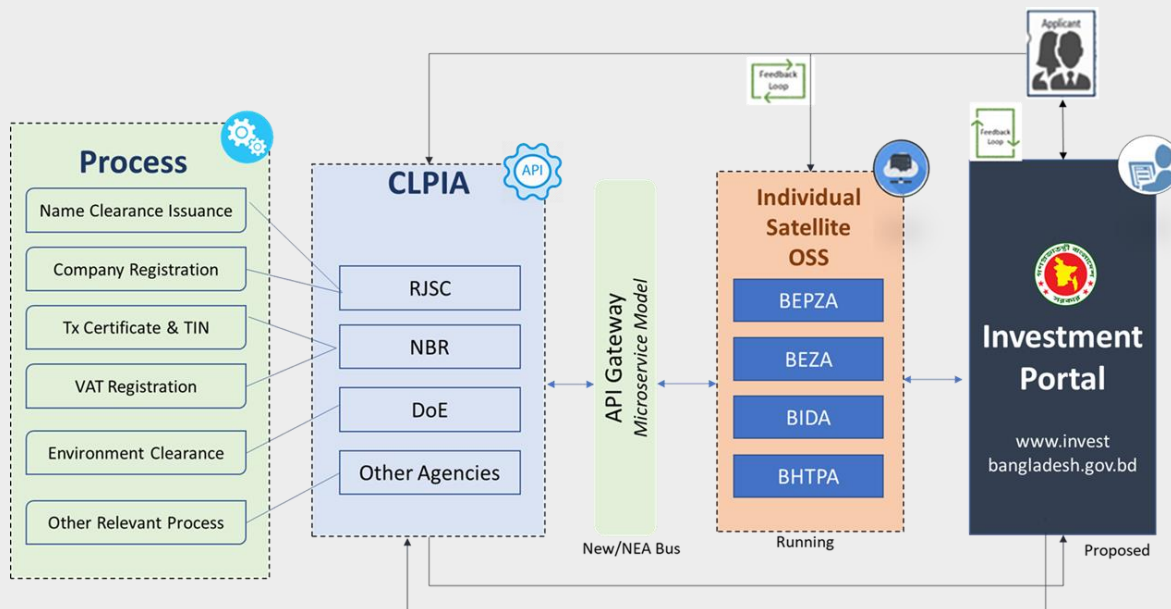 Applicant
Feedback
Loop
Feedback
Loop
Process
Name Clearance Issuance
Company Registration
Tx Certificate & TIN
VAT Registration
Environment Clearance
Other Relevant Process
CLPIA
API
RJSC
NBR
DoE
Other Agencies
API Gateway
Microservice Model
New/NEA Bus
Individual
Satellite
OSS
BEPZA
BEZA
BIDA
BHTPA
Running
Investment
Portal
www.invest
bangladesh.gov.bd
Proposed